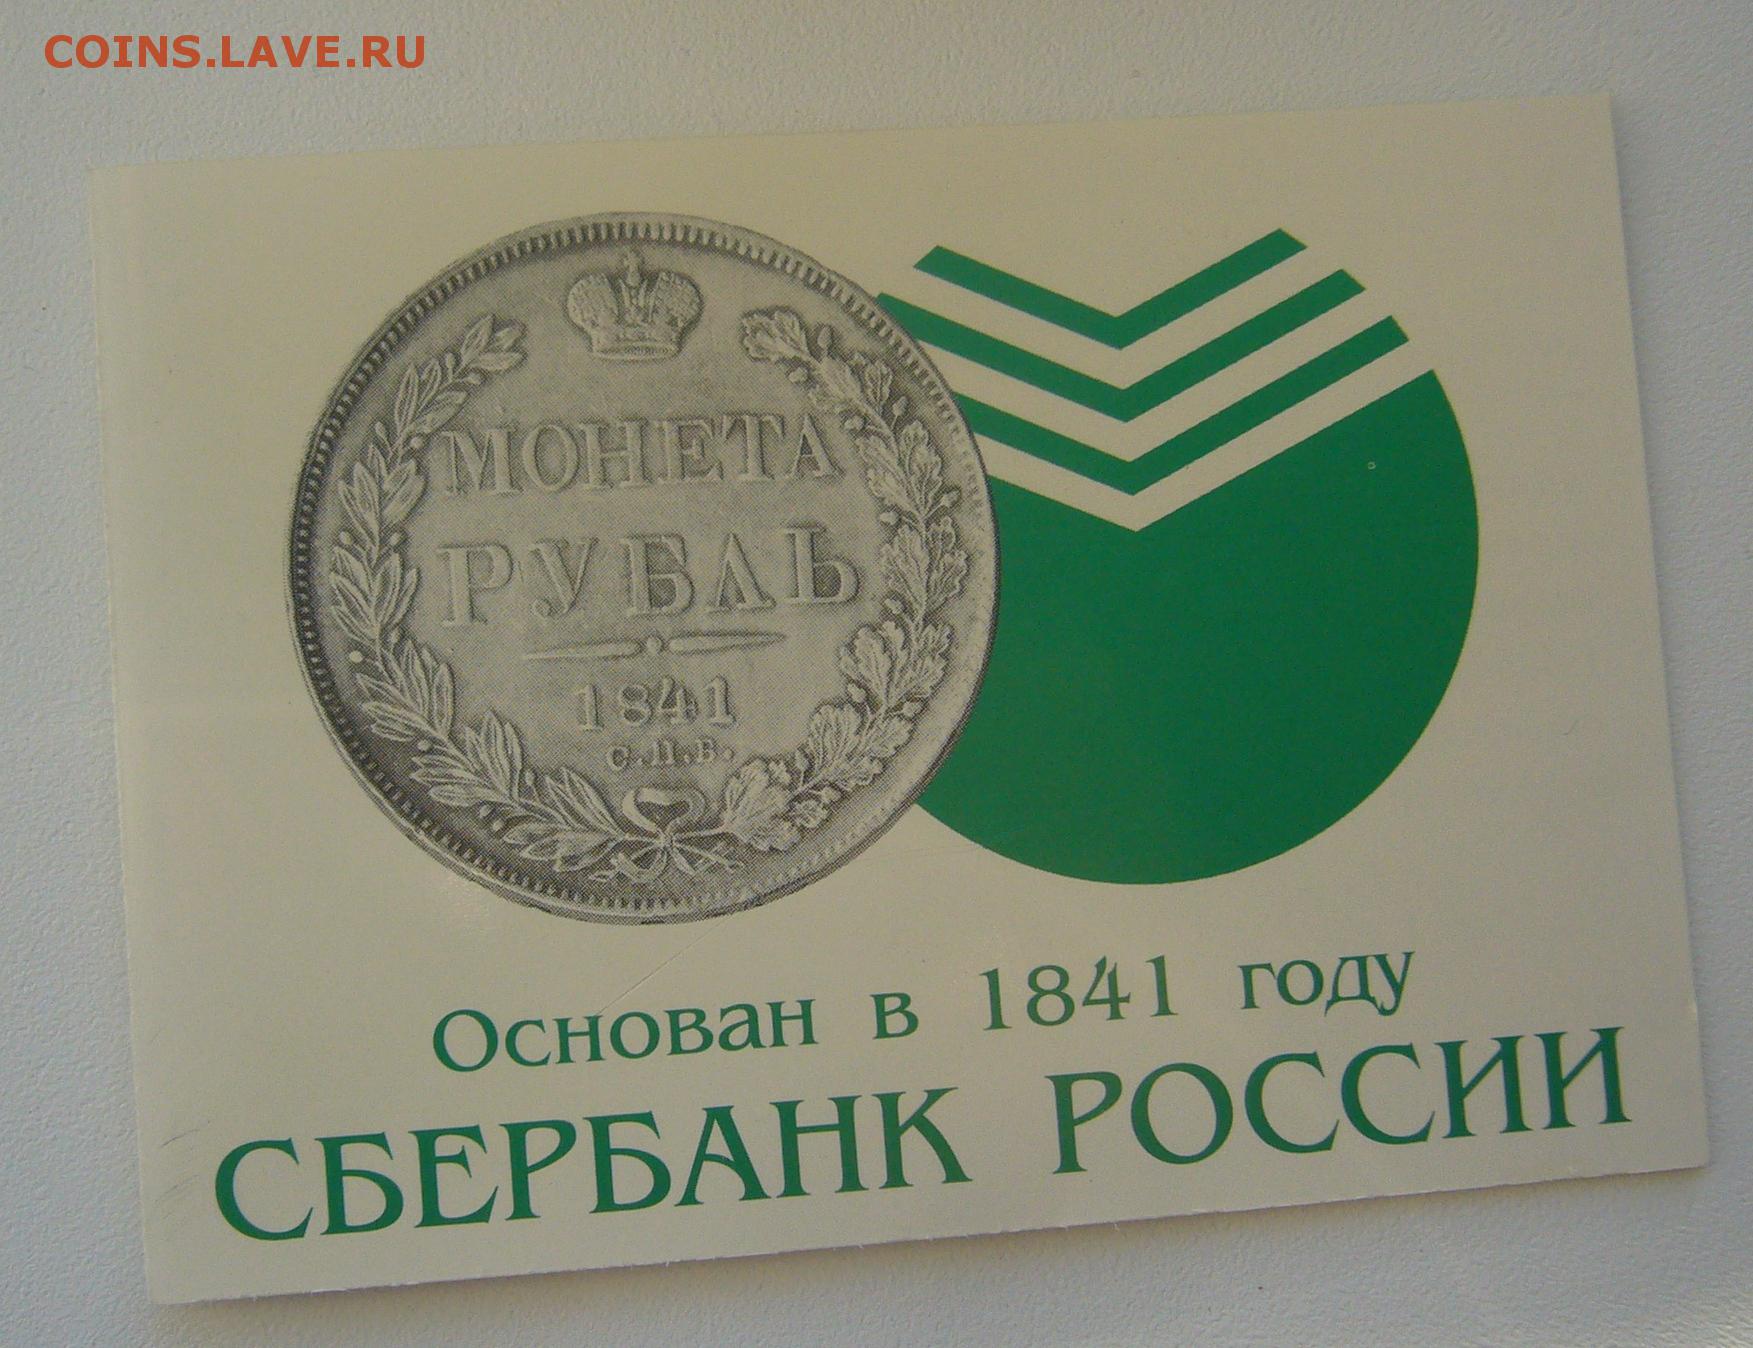 COINS.LAVE.RU
МОНЕТА
РУБЛЬ
1841
С.П.Б.
Основан в 1841 году
СБЕРБАНК РОССИИ